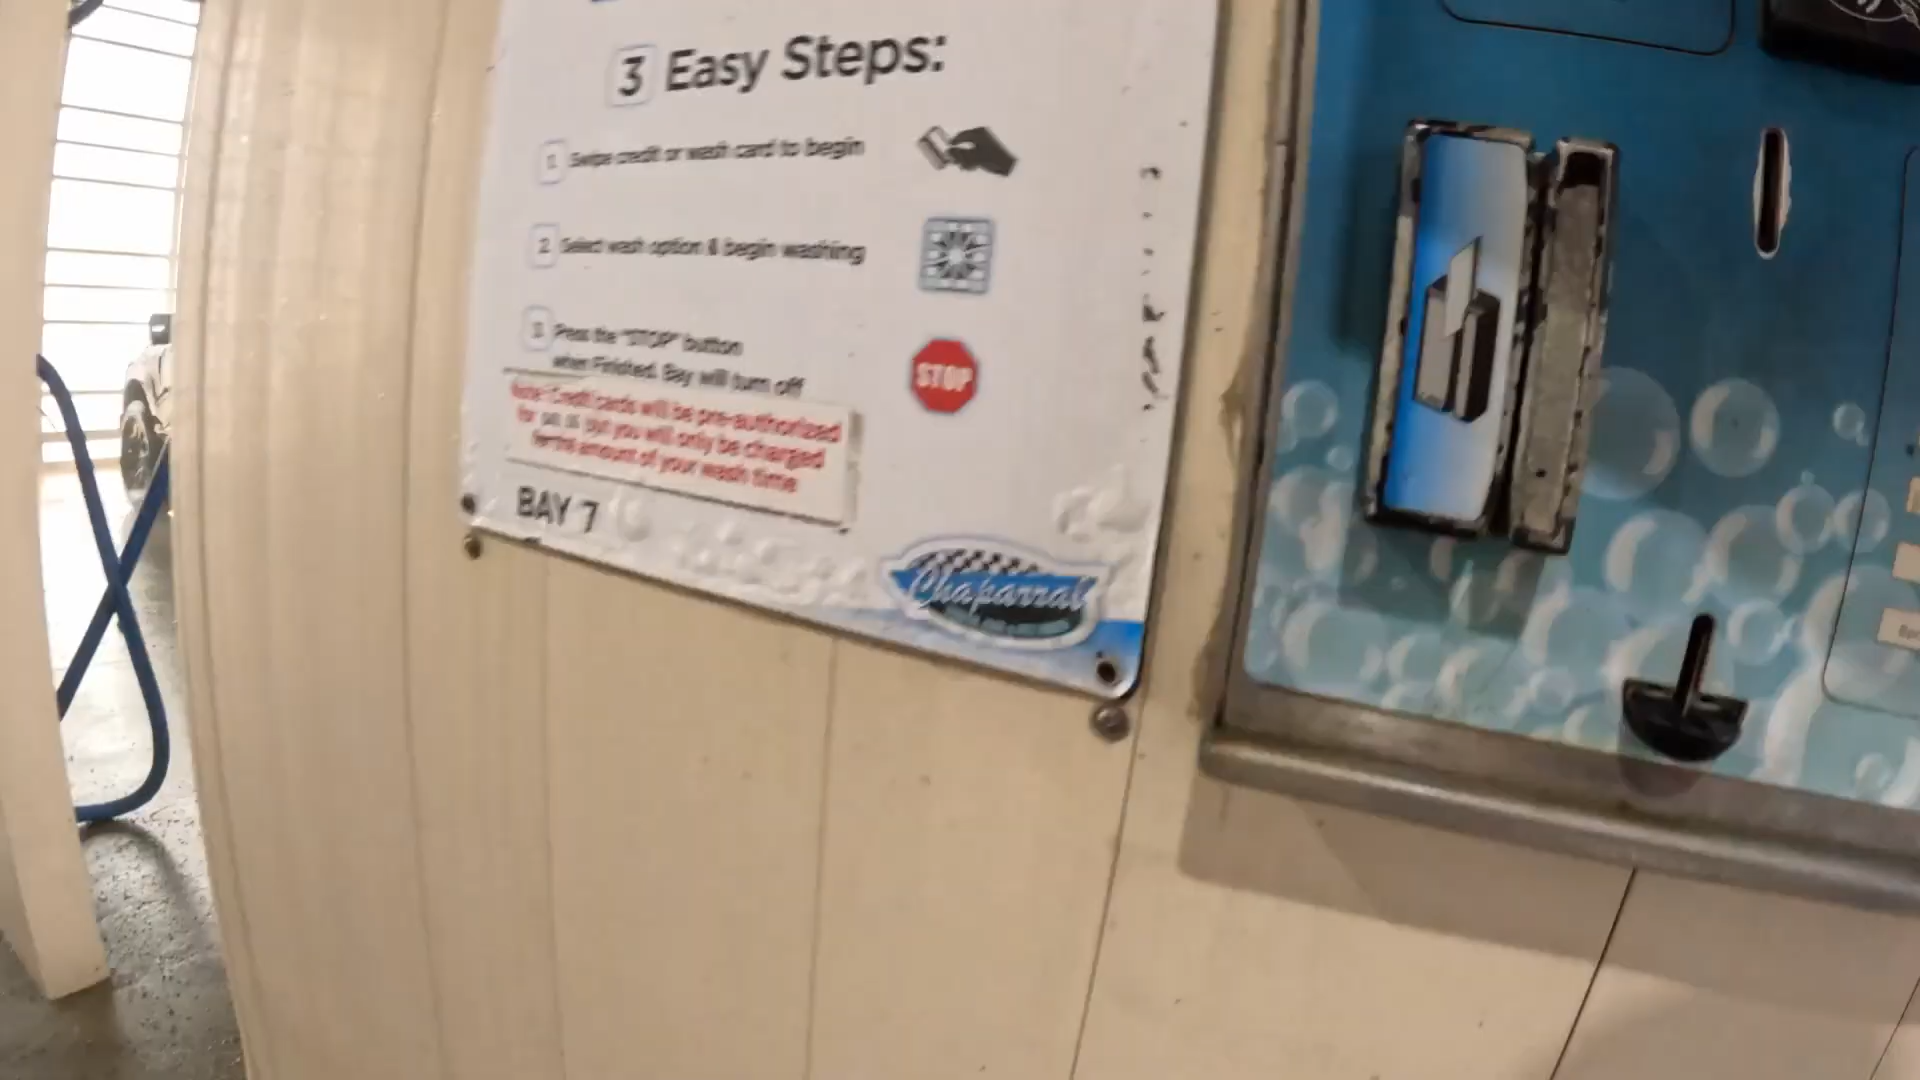 3 Easy Steps:
1 Swipe credit or wash card to begin
2 Select wash option & begin washing
3 Press the "STOP" button
when Finished. Bay will turn off
STOP
Note: Credit cards will be pre-authorized
for but you will only be charged
for the amount of your wash time
BAY 7
Chaparral